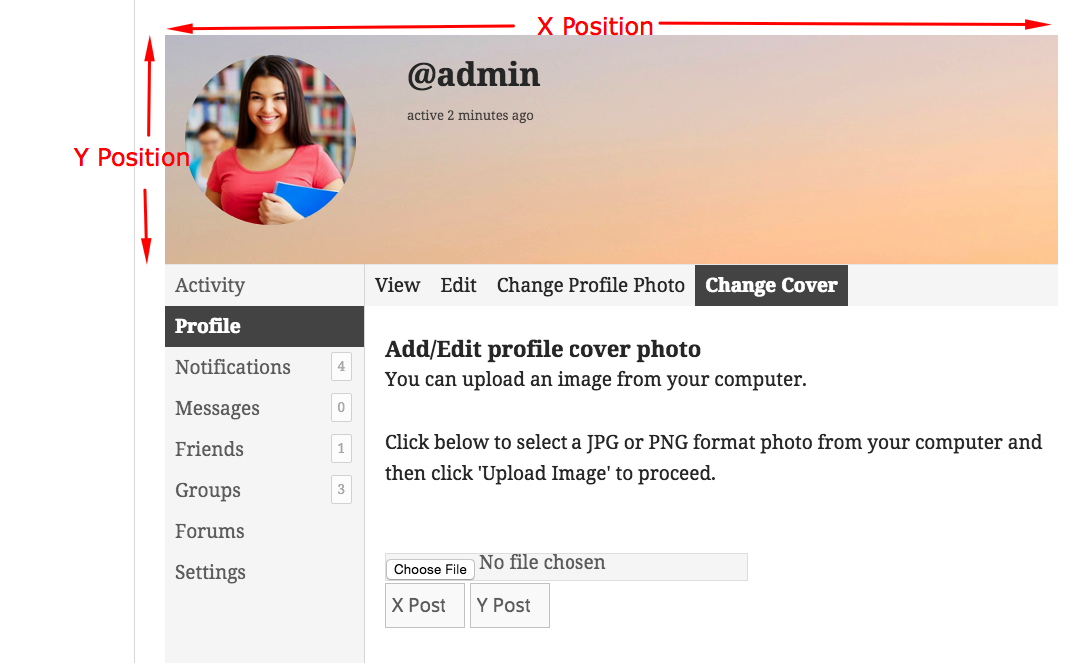 X Position
@admin
active 2 minutes ago
Y Position
Activity
Profile
Notifications 4
Messages 0
Friends 1
Groups 3
Forums
Settings
View Edit Change Profile Photo Change Cover
Add/Edit profile cover photo
You can upload an image from your computer.
Click below to select a JPG or PNG format photo from your computer and
then click 'Upload Image' to proceed.
Choose File No file chosen
X Post Y Post